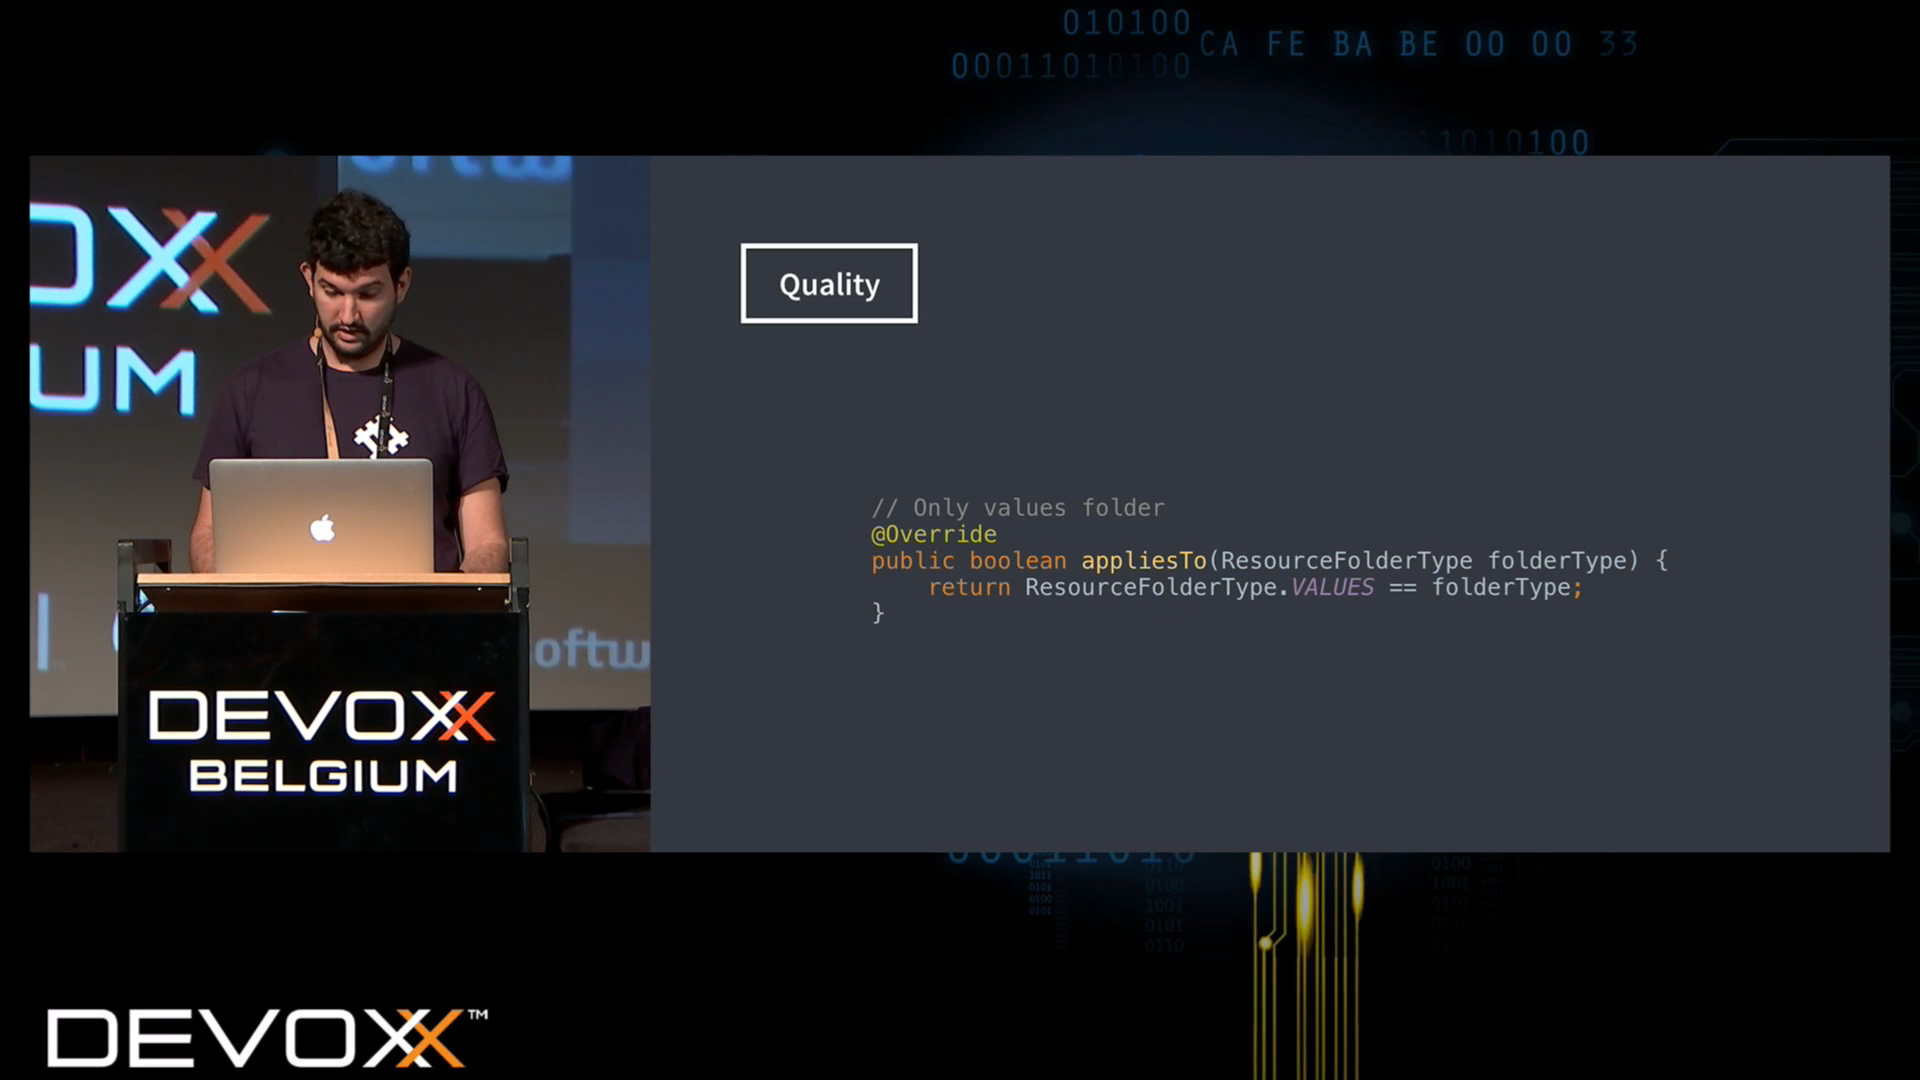 010100
CA FE BA BE 00 00 33
00011010100
11010100
DEVOXX
BELGIUM
Quality
// Only values folder
@Override
public boolean appliesTo(ResourceFolderType folderType) {
    return ResourceFolderType.VALUES == folderType;
}
DEVOXX™